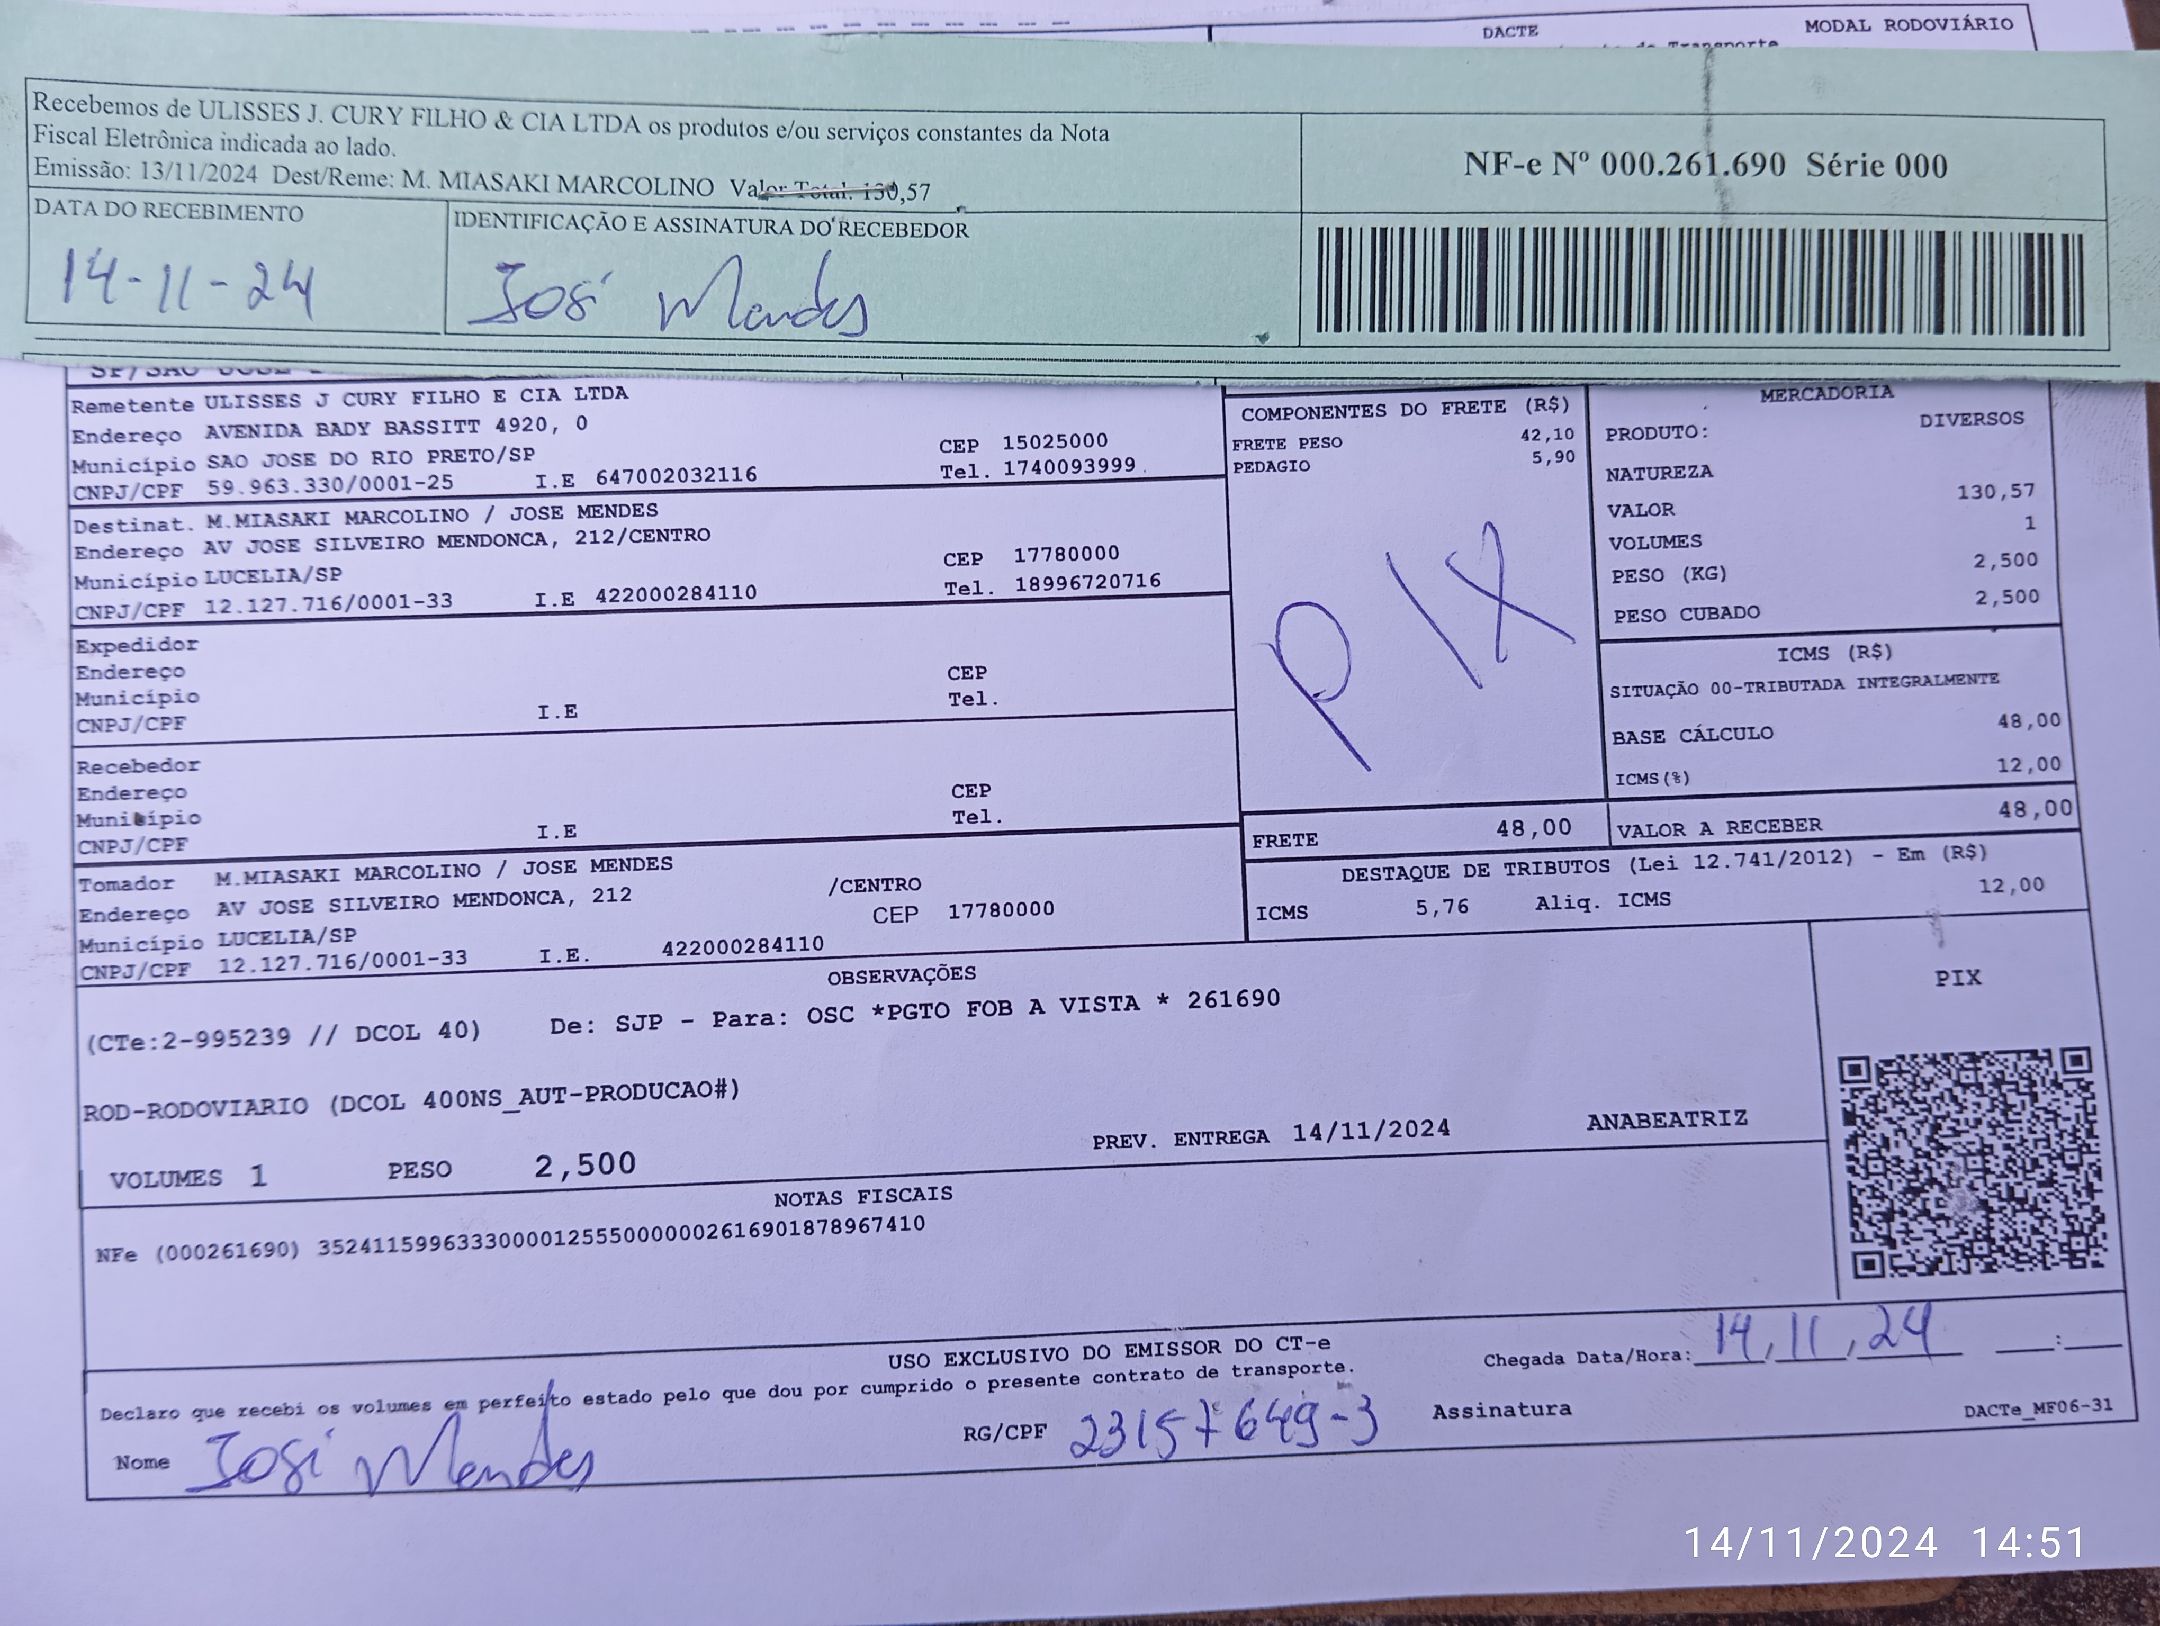 DACTE
MODAL RODOVIÁRIO
Recebemos de ULISSES J. CURY FILHO & CIA LTDA os produtos e/ou serviços constantes da Nota
Fiscal Eletrônica indicada ao lado.
Emissão: 13/11/2024 Dest/Reme: M. MIASAKI MARCOLINO Valor Total: 130,57
NF-e Nº 000.261.690 Série 000
DATA DO RECEBIMENTO
IDENTIFICAÇÃO E ASSINATURA DO RECEBEDOR
14-11-24
José Mendes
Remetente ULISSES J CURY FILHO E CIA LTDA
Endereço AVENIDA BADY BASSITT 4920, 0
CEP 15025000
Município SAO JOSE DO RIO PRETO/SP
Tel. 1740093999
CNPJ/CPF 59.963.330/0001-25 I.E 647002032116
Destinat. M.MIASAKI MARCOLINO / JOSE MENDES
Endereço AV JOSE SILVEIRO MENDONCA, 212/CENTRO
CEP 17780000
Município LUCELIA/SP
Tel. 18996720716
CNPJ/CPF 12.127.716/0001-33 I.E 422000284110
Expedidor
Endereço CEP
Município Tel.
CNPJ/CPF I.E
Recebedor
Endereço CEP
Município Tel.
CNPJ/CPF I.E
Tomador M.MIASAKI MARCOLINO / JOSE MENDES
Endereço AV JOSE SILVEIRO MENDONCA, 212 /CENTRO
Município LUCELIA/SP CEP 17780000
CNPJ/CPF 12.127.716/0001-33 I.E. 422000284110
COMPONENTES DO FRETE (R$)
FRETE PESO 42,10
PEDAGIO 5,90
PIX
FRETE 48,00
MERCADORIA
PRODUTO: DIVERSOS
NATUREZA
VALOR 130,57
VOLUMES 1
PESO (KG) 2,500
PESO CUBADO 2,500
ICMS (R$)
SITUAÇÃO 00-TRIBUTADA INTEGRALMENTE
BASE CÁLCULO 48,00
ICMS(%) 12,00
VALOR A RECEBER 48,00
DESTAQUE DE TRIBUTOS (Lei 12.741/2012) - Em (R$)
ICMS 5,76 Aliq. ICMS 12,00
OBSERVAÇÕES
(CTe:2-995239 // DCOL 40) De: SJP - Para: OSC *PGTO FOB A VISTA * 261690
ROD-RODOVIARIO (DCOL 400NS_AUT-PRODUCAO#)
PREV. ENTREGA 14/11/2024 ANABEATRIZ
VOLUMES 1 PESO 2,500
PIX
NOTAS FISCAIS
NFe (000261690) 35241159963330000125550000002616901878967410
USO EXCLUSIVO DO EMISSOR DO CT-e
Declaro que recebi os volumes em perfeito estado pelo que dou por cumprido o presente contrato de transporte.
Chegada Data/Hora: 14,11,24 :
Nome José Mendes RG/CPF 23157649-3 Assinatura
DACTe_MF06-31
14/11/2024 14:51